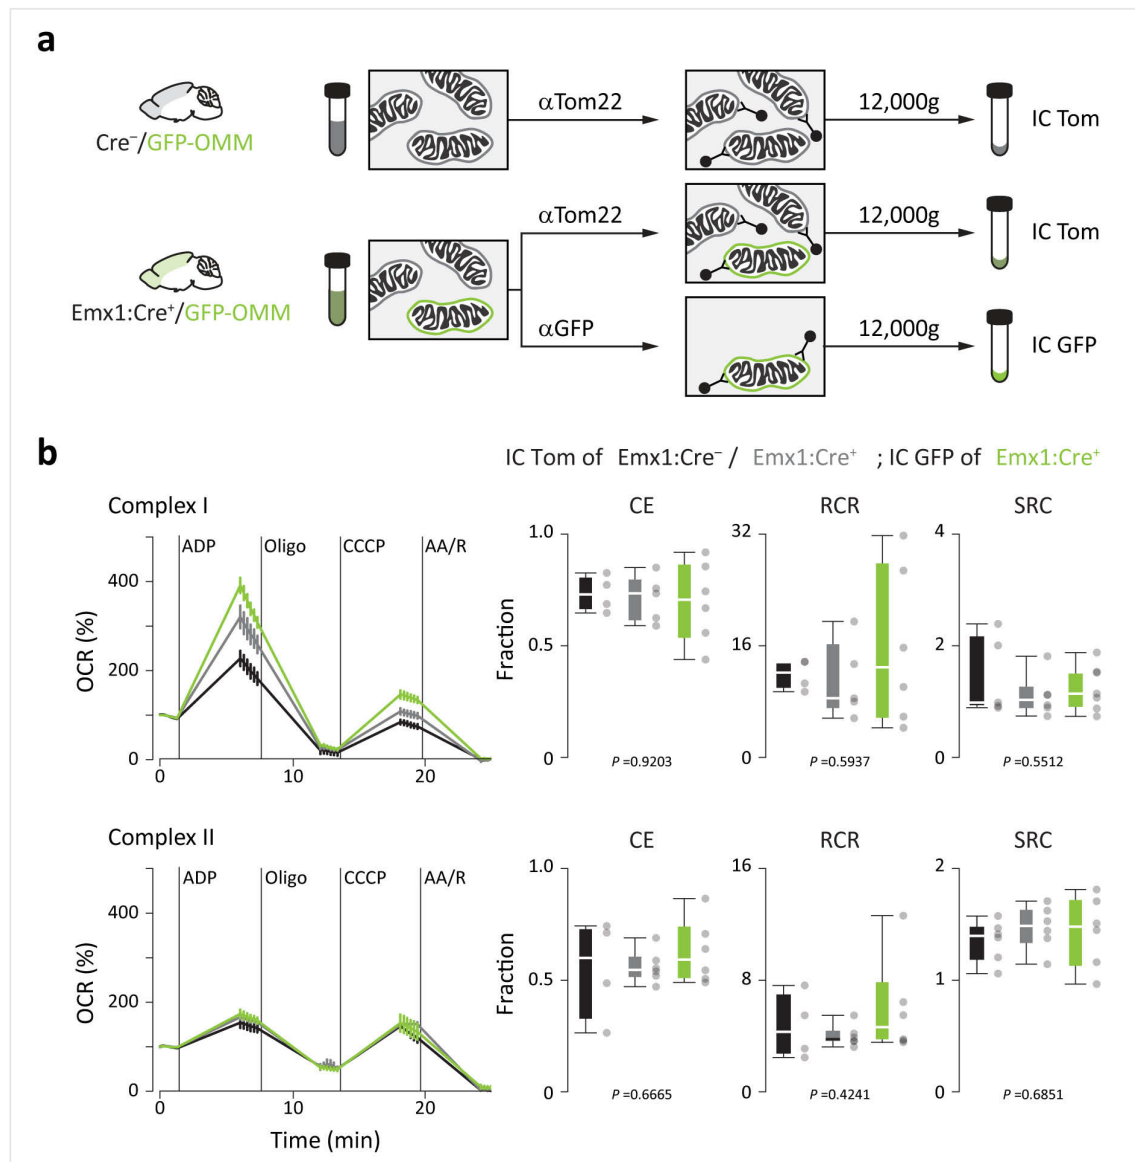 a
Cre⁻/GFP-OMM
αTom22
12,000g
IC Tom
Emx1:Cre⁺/GFP-OMM
αTom22
12,000g
IC Tom
αGFP
12,000g
IC GFP
b
IC Tom of Emx1:Cre⁻ / Emx1:Cre⁺ ; IC GFP of Emx1:Cre⁺
Complex I
ADP
Oligo
CCCP
AA/R
OCR (%)
400
200
0
0
10
20
CE
Fraction
1.0
0.5
0
P =0.9203
RCR
32
16
0
P =0.5937
SRC
4
2
0
P =0.5512
Complex II
ADP
Oligo
CCCP
AA/R
OCR (%)
400
200
0
0
10
20
Time (min)
CE
Fraction
1.0
0.5
0
P =0.6665
RCR
16
8
0
P =0.4241
SRC
2
1
0
P =0.6851